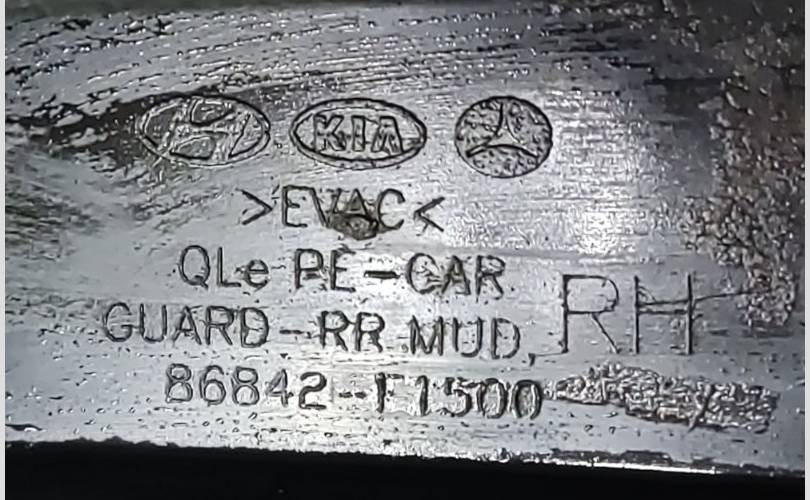 KIA
>EVAC<
QLe PE-CAR
GUARD-RR MUD, RH
86842-F1500